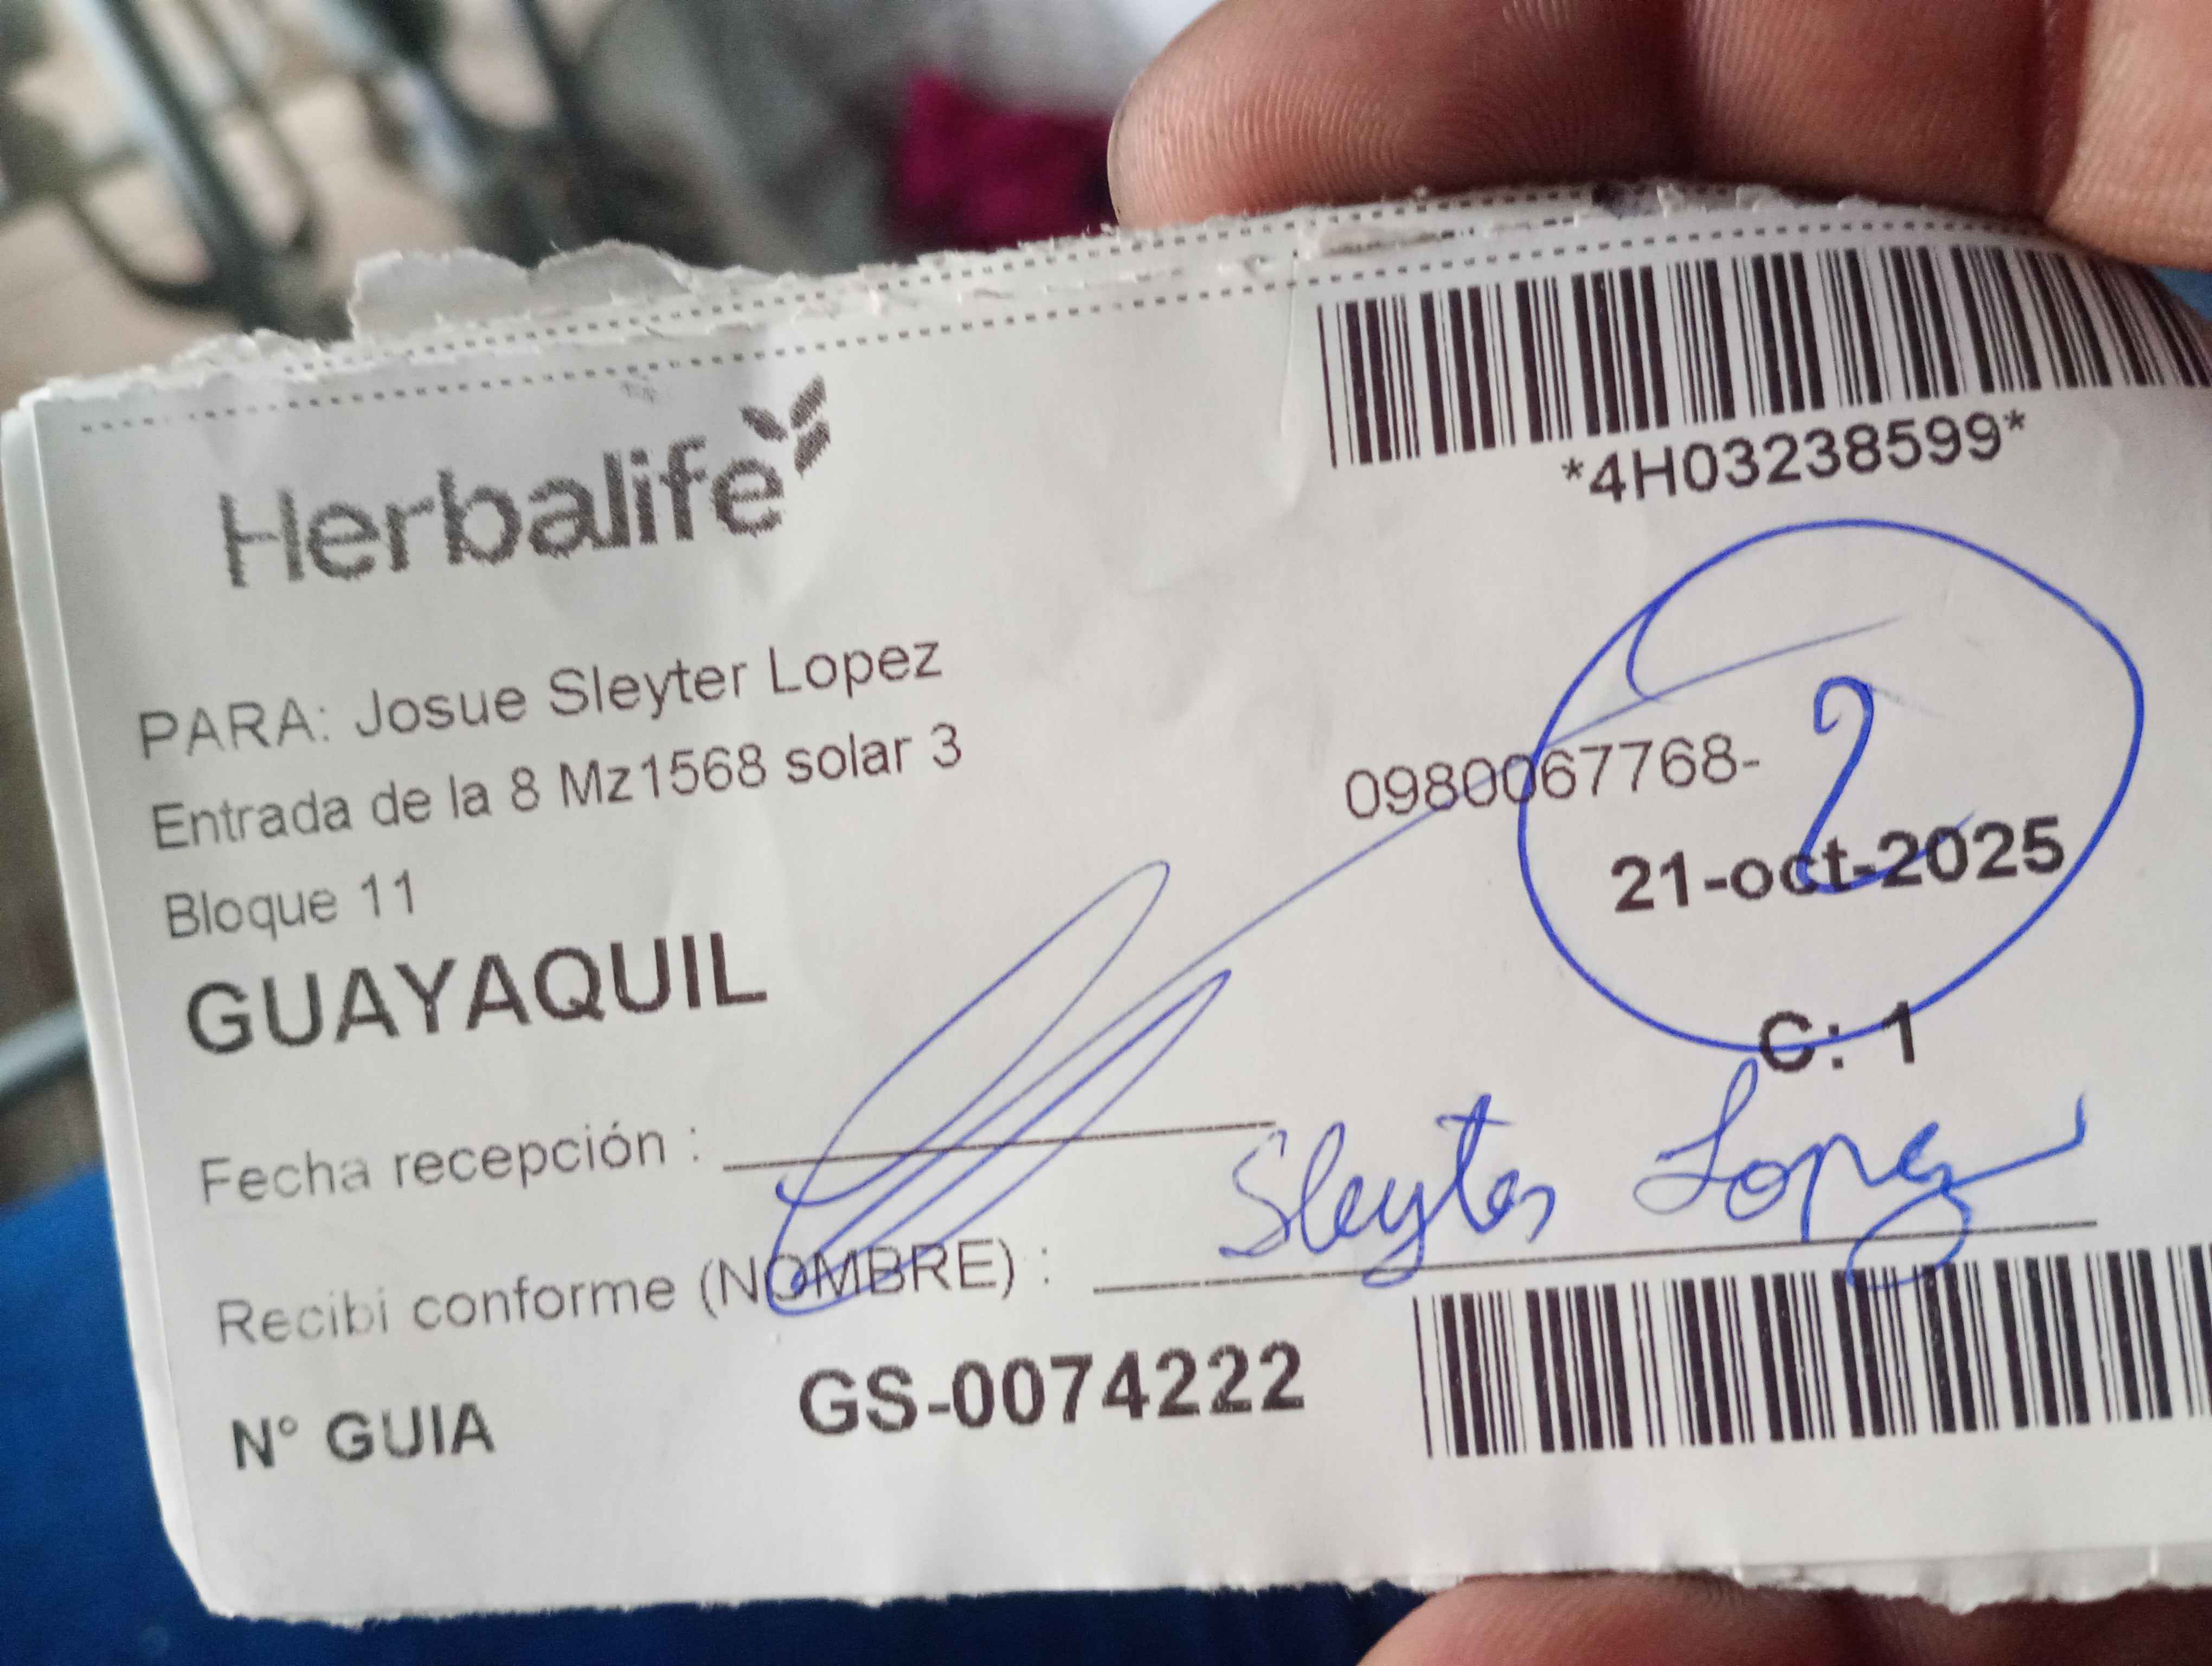 Herbalife
*4H03238599*
PARA: Josue Sleyter Lopez
Entrada de la 8 Mz1568 solar 3
0980067768-
Bloque 11
2
21-oct-2025
GUAYAQUIL
C: 1
Fecha recepción :
Recibi conforme (NOMBRE) : Sleyter Lopez
N° GUIA GS-0074222